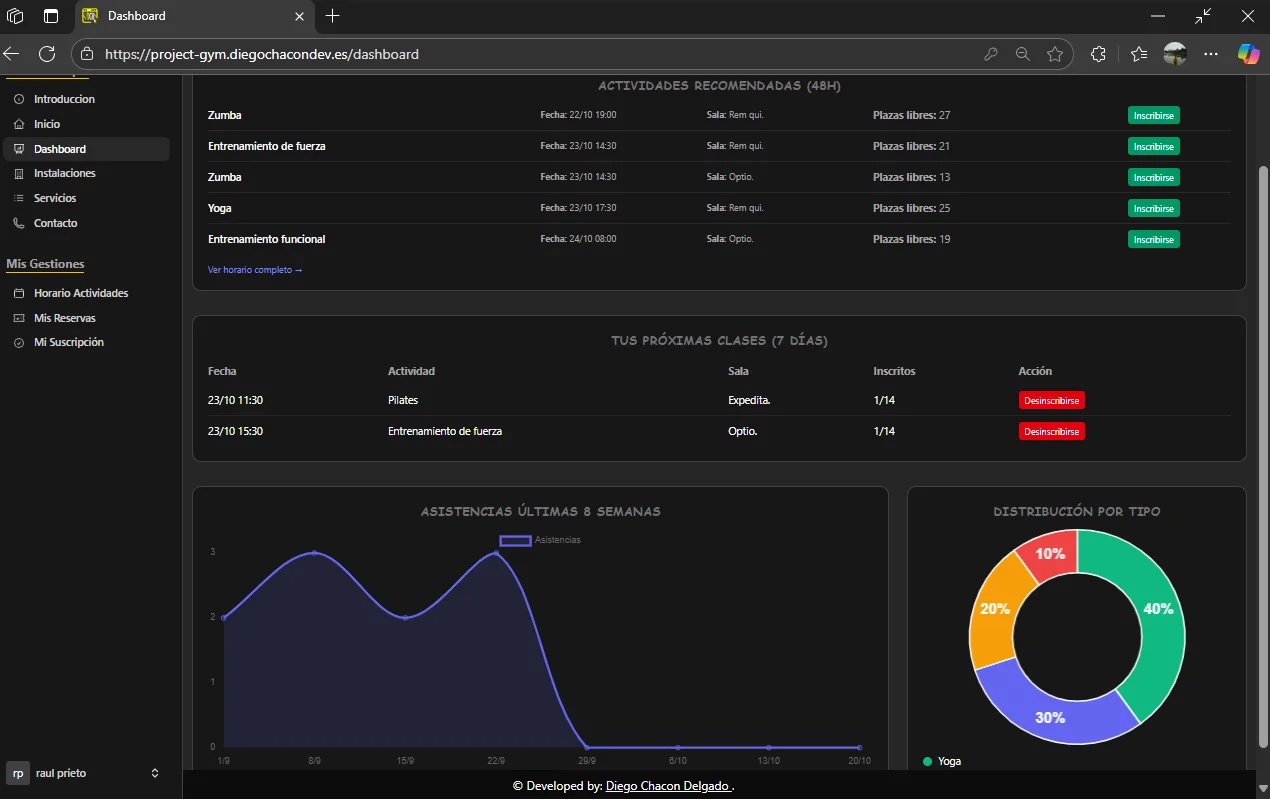 Dashboard
https://project-gym.diegochacondev.es/dashboard
Introduccion
Inicio
Dashboard
Instalaciones
Servicios
Contacto
Mis Gestiones
Horario Actividades
Mis Reservas
Mi Suscripción
rp raul prieto
ACTIVIDADES RECOMENDADAS (48H)
Zumba Fecha: 22/10 19:00 Sala: Rem qui. Plazas libres: 27 Inscribirse
Entrenamiento de fuerza Fecha: 23/10 14:30 Sala: Rem qui. Plazas libres: 21 Inscribirse
Zumba Fecha: 23/10 14:30 Sala: Optio. Plazas libres: 13 Inscribirse
Yoga Fecha: 23/10 17:30 Sala: Rem qui. Plazas libres: 25 Inscribirse
Entrenamiento funcional Fecha: 24/10 08:00 Sala: Optio. Plazas libres: 19 Inscribirse
Ver horario completo →
TUS PRÓXIMAS CLASES (7 DÍAS)
Fecha Actividad Sala Inscritos Acción
23/10 11:30 Pilates Expedita. 1/14 Desinscribirse
23/10 15:30 Entrenamiento de fuerza Optio. 1/14 Desinscribirse
ASISTENCIAS ÚLTIMAS 8 SEMANAS
Asistencias
3
2
1
0
1/9 8/9 15/9 22/9 29/9 6/10 13/10 20/10
DISTRIBUCIÓN POR TIPO
10%
20%
40%
30%
Yoga
© Developed by: Diego Chacon Delgado .